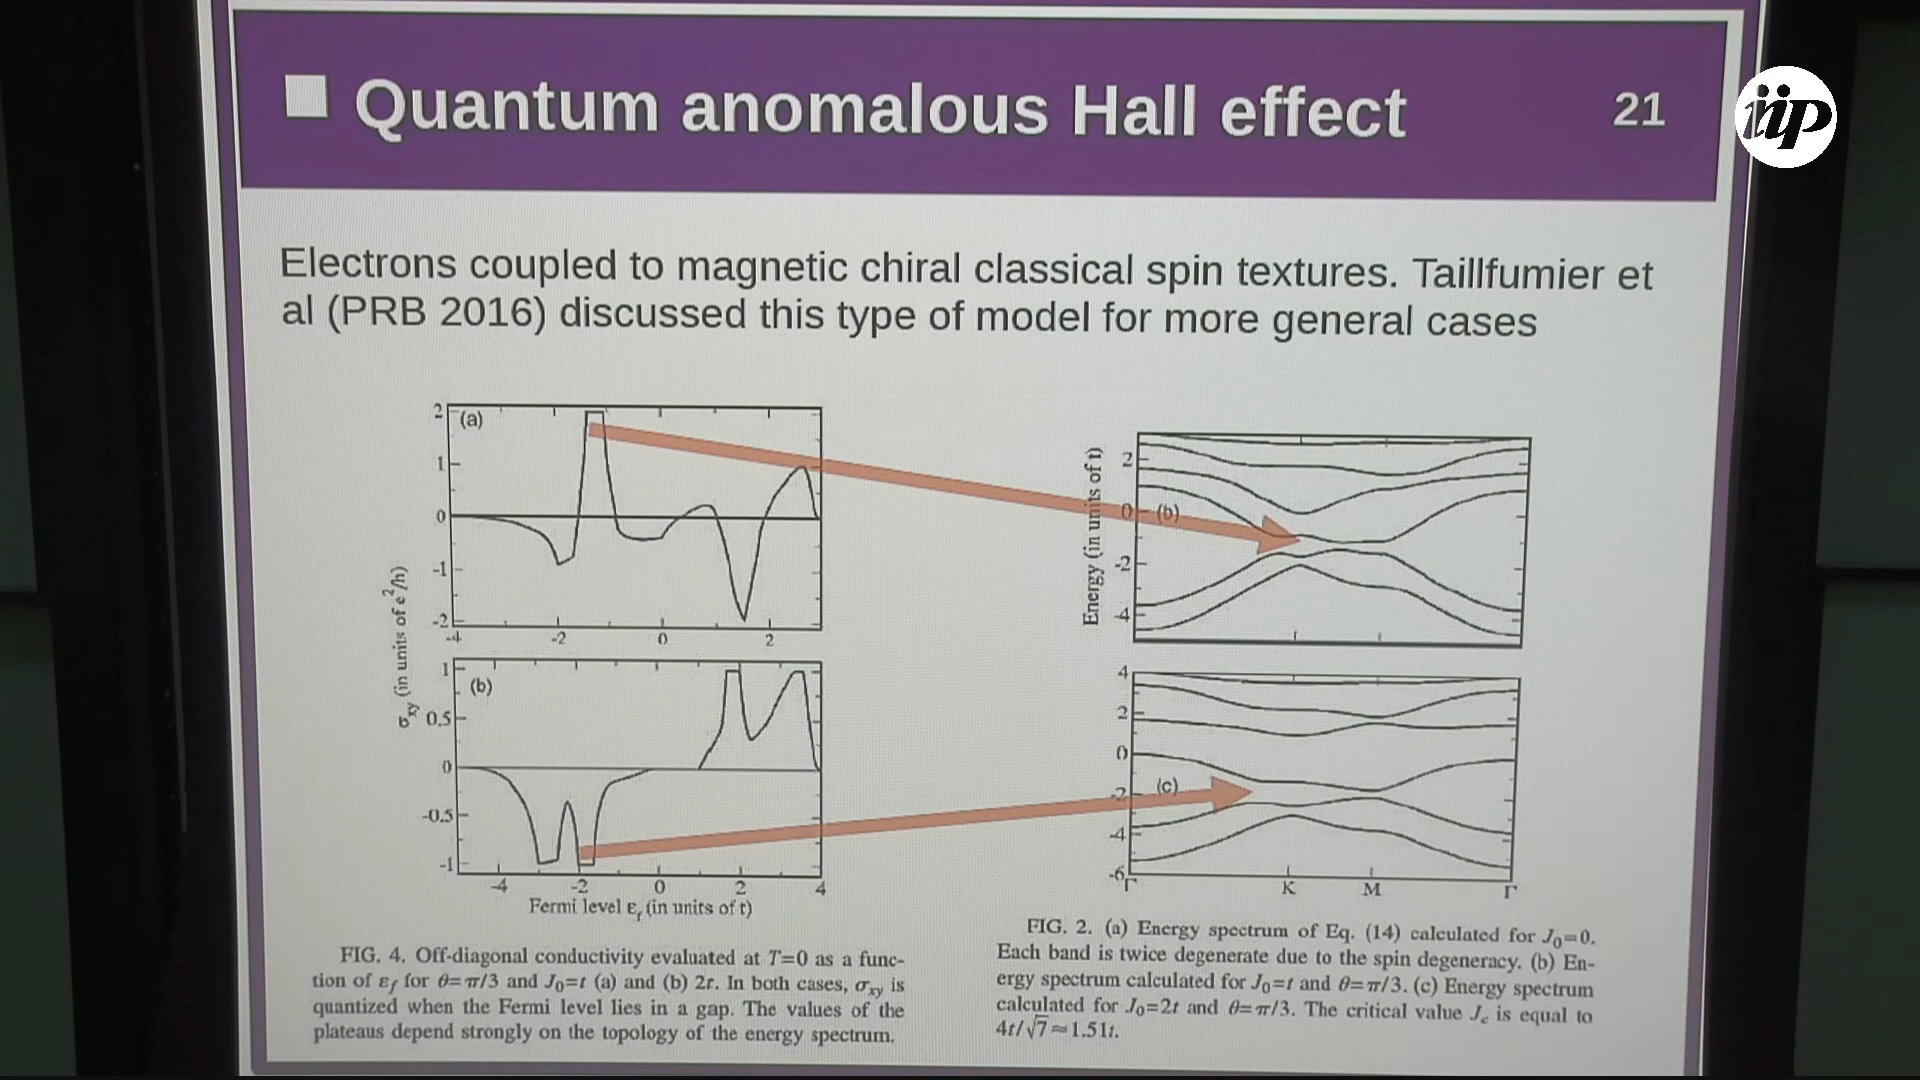 Quantum anomalous Hall effect
21
iip
Electrons coupled to magnetic chiral classical spin textures. Taillfumier et
al (PRB 2016) discussed this type of model for more general cases
(a)
2
1
0
-1
-2
-4 -2 0 2
σxy (in units of e²/h)
(b)
1
0.5
0
-0.5
-1
-4 -2 0 2 4
Fermi level εf (in units of t)
FIG. 4. Off-diagonal conductivity evaluated at T=0 as a func-
tion of εf for θ=π/3 and J0=t (a) and (b) 2t. In both cases, σxy is
quantized when the Fermi level lies in a gap. The values of the
plateaus depend strongly on the topology of the energy spectrum.
Energy (in units of t)
2
0
-2
-4
(b)
4
2
0
-2
-4
-6
(c)
Γ K M Γ
FIG. 2. (a) Energy spectrum of Eq. (14) calculated for J0=0.
Each band is twice degenerate due to the spin degeneracy. (b) En-
ergy spectrum calculated for J0=t and θ=π/3. (c) Energy spectrum
calculated for J0=2t and θ=π/3. The critical value Jc is equal to
4t/√7≈1.51t.